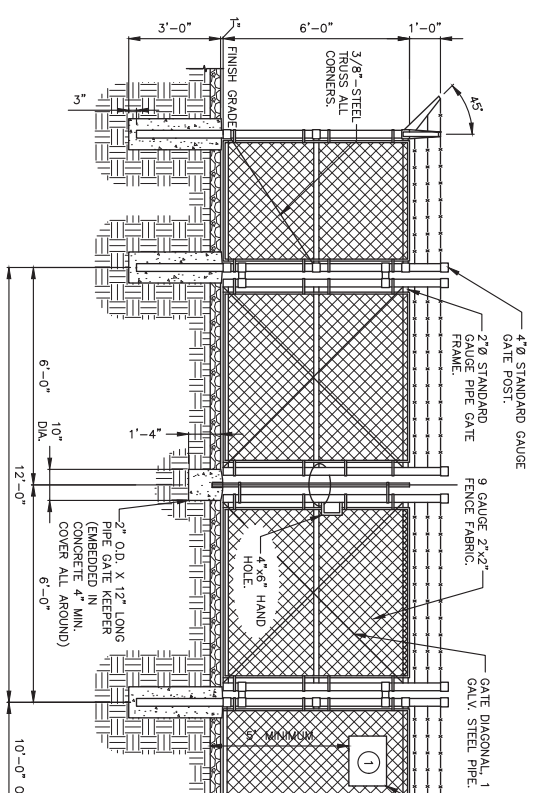 3'-0"
1"
6'-0"
1'-0"
45°
3"
FINISH GRADE
3/8"-STEEL
TRUSS ALL
CORNERS.
4"Ø STANDARD GAUGE
GATE POST.
2"Ø STANDARD
GAUGE PIPE GATE
FRAME.
9 GAUGE 2"x2"
FENCE FABRIC.
GATE DIAGONAL, 1
GALV. STEEL PIPE.
6'-0"
12'-0"
10"
DIA.
1'-4"
6'-0"
2" O.D. X 12" LONG
PIPE GATE KEEPER
(EMBEDDED IN
CONCRETE 4" MIN.
COVER ALL AROUND)
4"x6" HAND
HOLE.
5' MINIMUM
1
10'-0" O